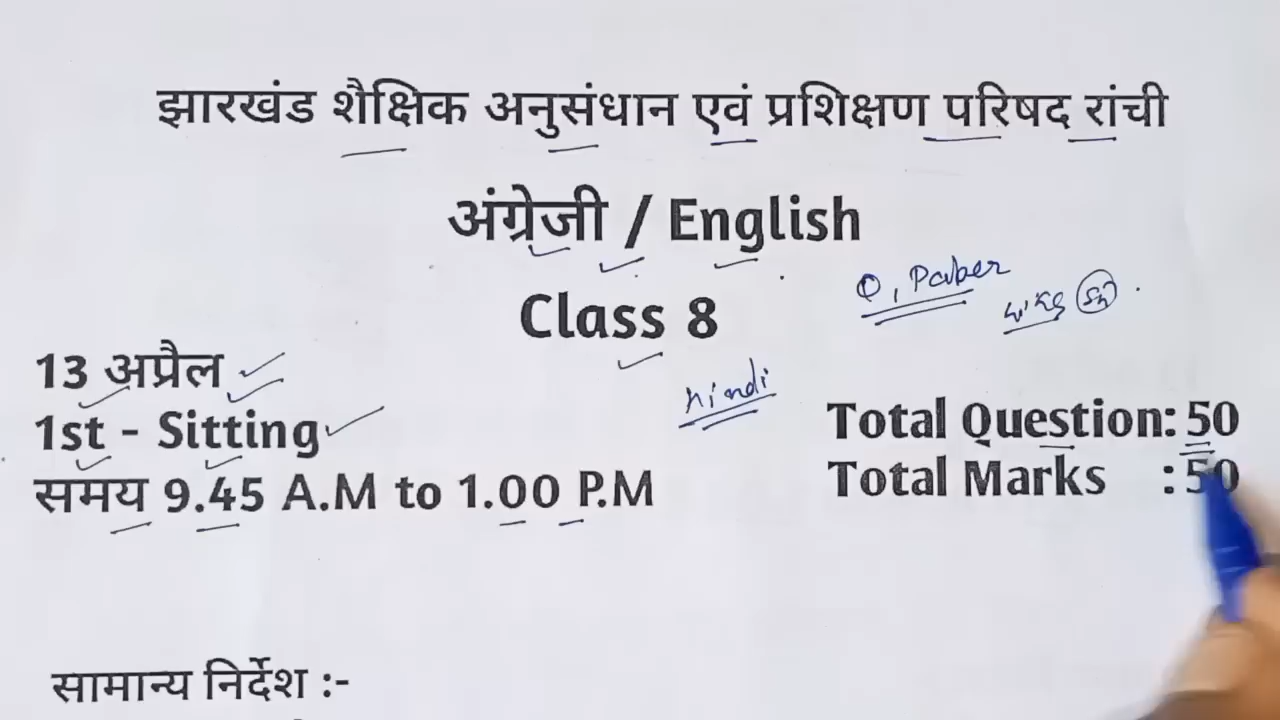 झारखंड शैक्षिक अनुसंधान एवं प्रशिक्षण परिषद रांची
अंग्रेजी / English
Q, Paber
Class 8
13 अप्रैल
Hindi
1st - Sitting
Total Question: 50
समय 9.45 A.M to 1.00 P.M
Total Marks : 50
सामान्य निर्देश :-